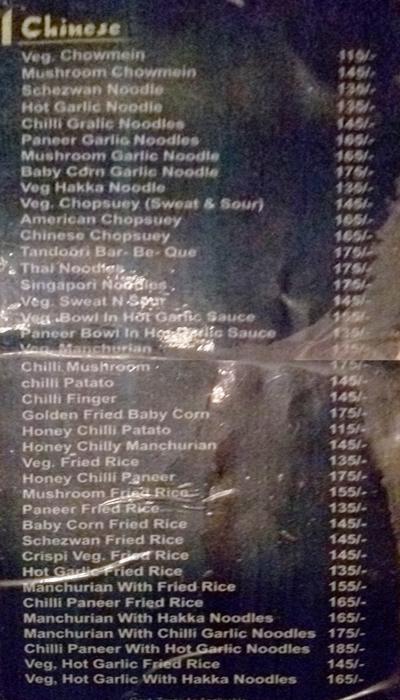 Chinese
Veg. Chowmein 115/-
Mushroom Chowmein 145/-
Schezwan Noodle 135/-
Hot Garlic Noodle 135/-
Chilli Gralic Noodles 145/-
Paneer Garlic Noodles 165/-
Mushroom Garlic Noodle 165/-
Baby Corn Garlic Noodle 175/-
Veg Hakka Noodle 135/-
Veg. Chopsuey (Sweat & Sour) 145/-
American Chopsuey 165/-
Chinese Chopsuey 165/-
Tandoori Bar- Be- Que 175/-
Thai Noodles 175/-
Singapori Noodles 175/-
Veg. Sweat N Sour 145/-
Veg. Bowl In Hot Garlic Sauce
Paneer Bowl In Hot Garlic Sauce
Veg. Manchurian
Chilli Mushroom 175/-
chilli Patato 145/-
Chilli Finger 145/-
Golden Fried Baby Corn 175/-
Honey Chilli Patato 115/-
Honey Chilly Manchurian 145/-
Veg. Fried Rice 135/-
Honey Chilli Paneer 175/-
Mushroom Fried Rice 155/-
Paneer Fried Rice 135/-
Baby Corn Fried Rice 145/-
Schezwan Fried Rice 145/-
Crispi Veg. Fried Rice 145/-
Hot Garlic Fried Rice 135/-
Manchurian With Fried Rice 155/-
Chilli Paneer Fried Rice 165/-
Manchurian With Hakka Noodles 165/-
Manchurian With Chilli Garlic Noodles 175/-
Chilli Paneer With Hot Garlic Noodles 185/-
Veg, Hot Garlic Fried Rice 145/-
Veg, Hot Garlic With Hakka Noodles 165/-